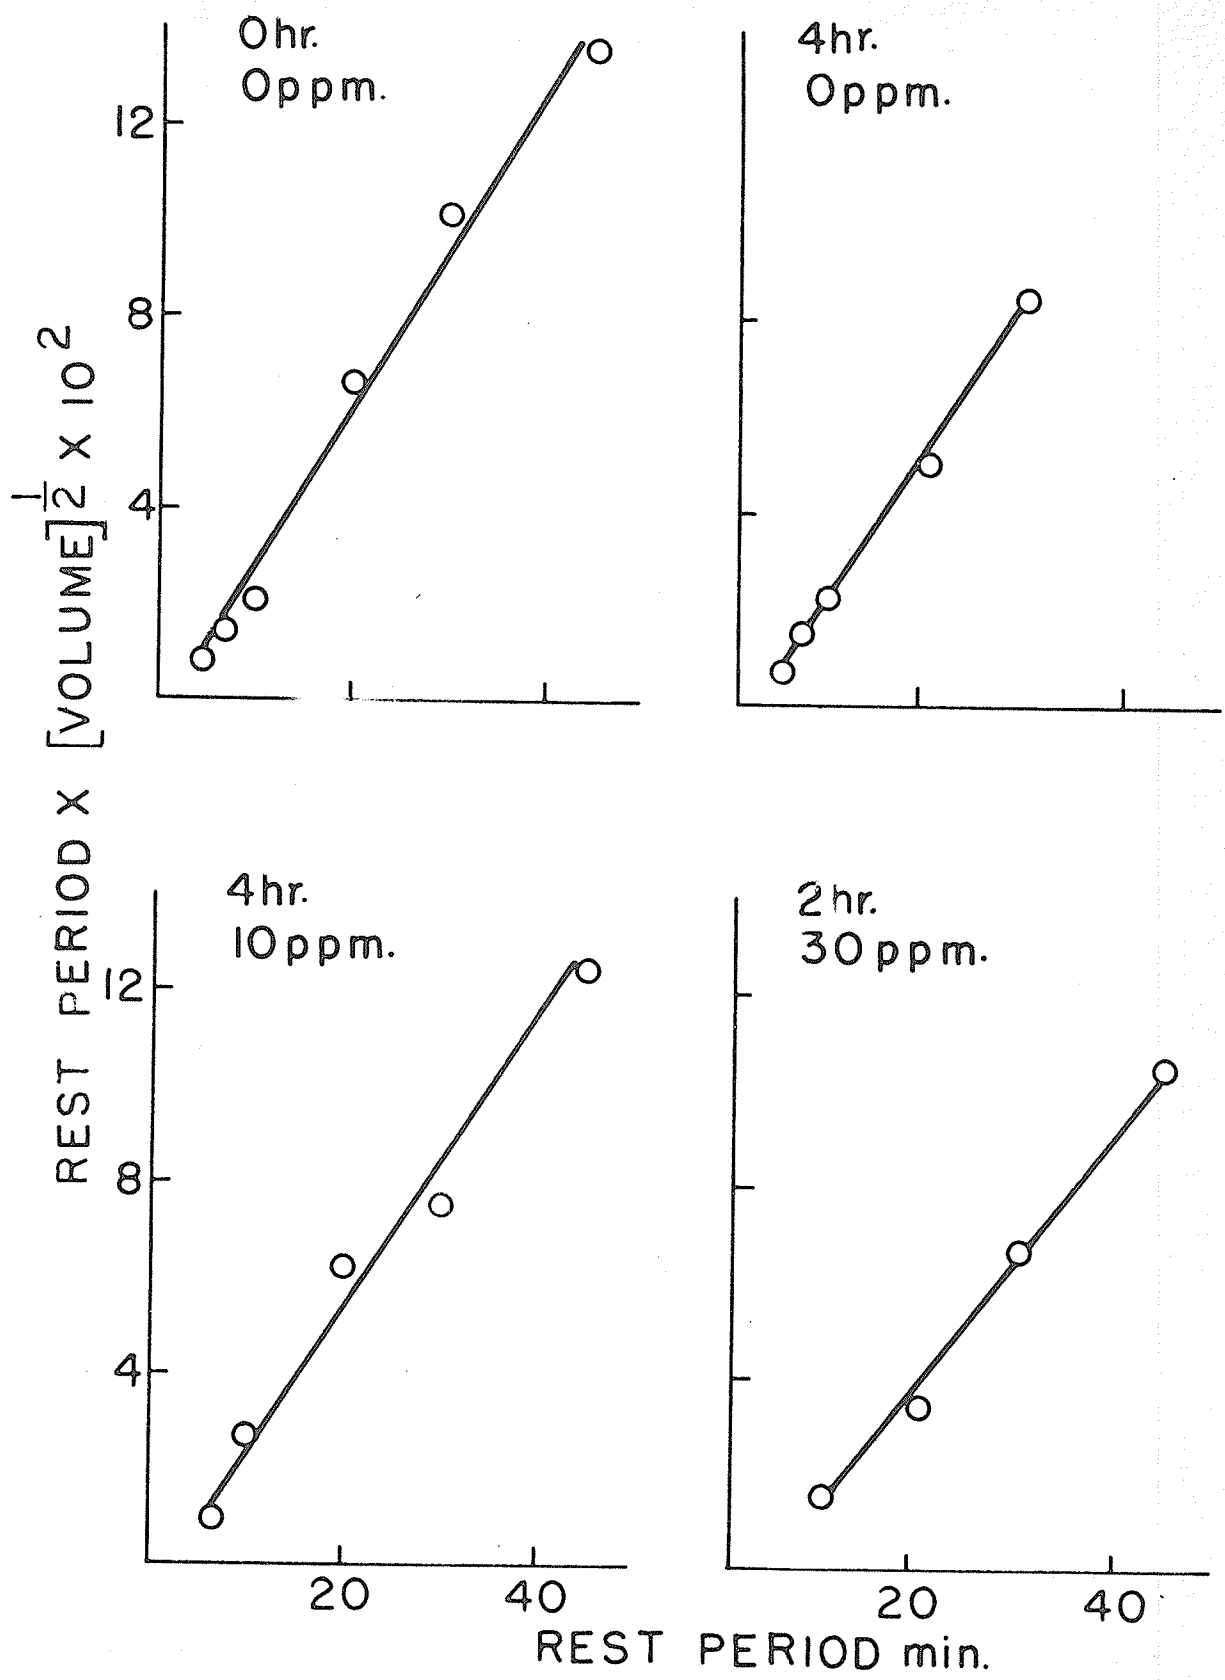 0hr.
0ppm.
4hr.
0ppm.
12
8
4
REST PERIOD X [VOLUME]^1/2 X 10^2
4hr.
10ppm.
2hr.
30ppm.
12
8
4
20
40
20
40
REST PERIOD min.